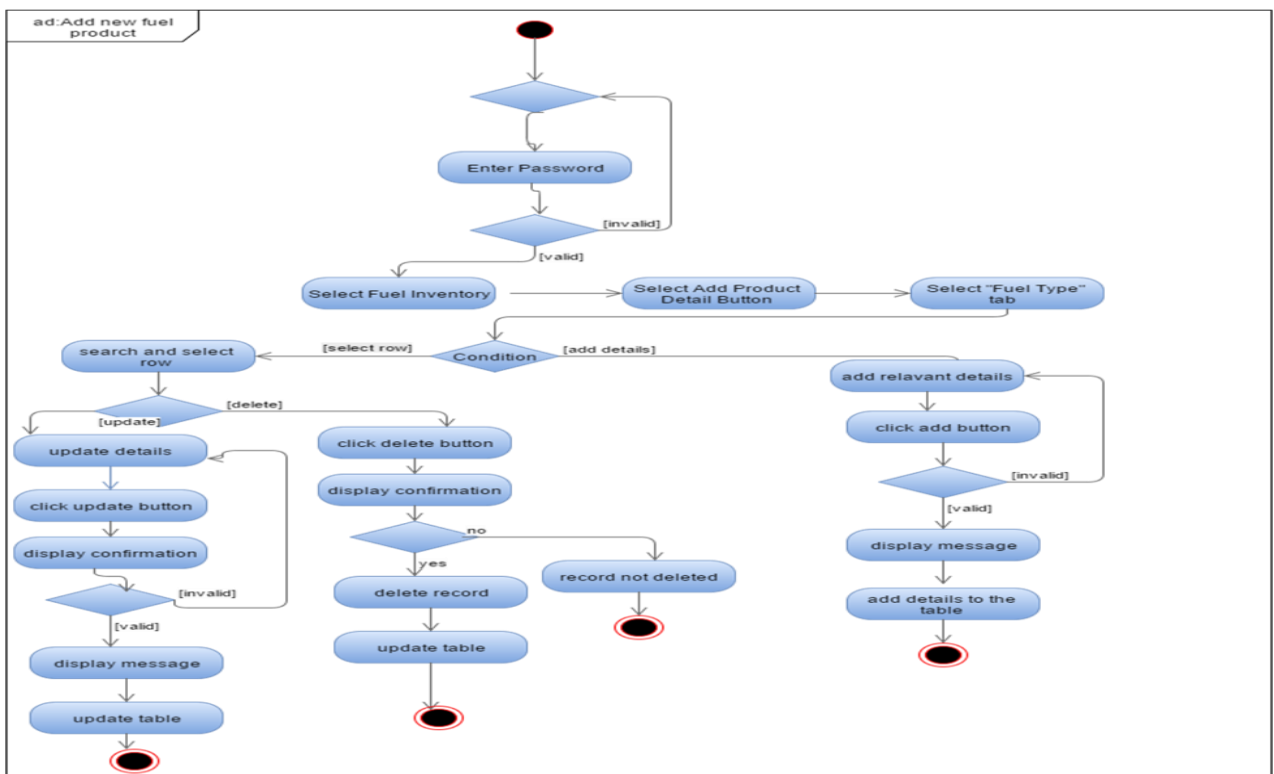 ad:Add new fuel
product
Enter Password
[invalid]
[valid]
Select Fuel Inventory
Select Add Product
Detail Button
Select "Fuel Type"
tab
search and select
row
[select row]
Condition
[add details]
add relavant details
[update]
[delete]
update details
click delete button
click add button
click update button
display confirmation
[invalid]
[valid]
display confirmation
no
yes
display message
[invalid]
[valid]
delete record
record not deleted
add details to the
table
display message
update table
update table